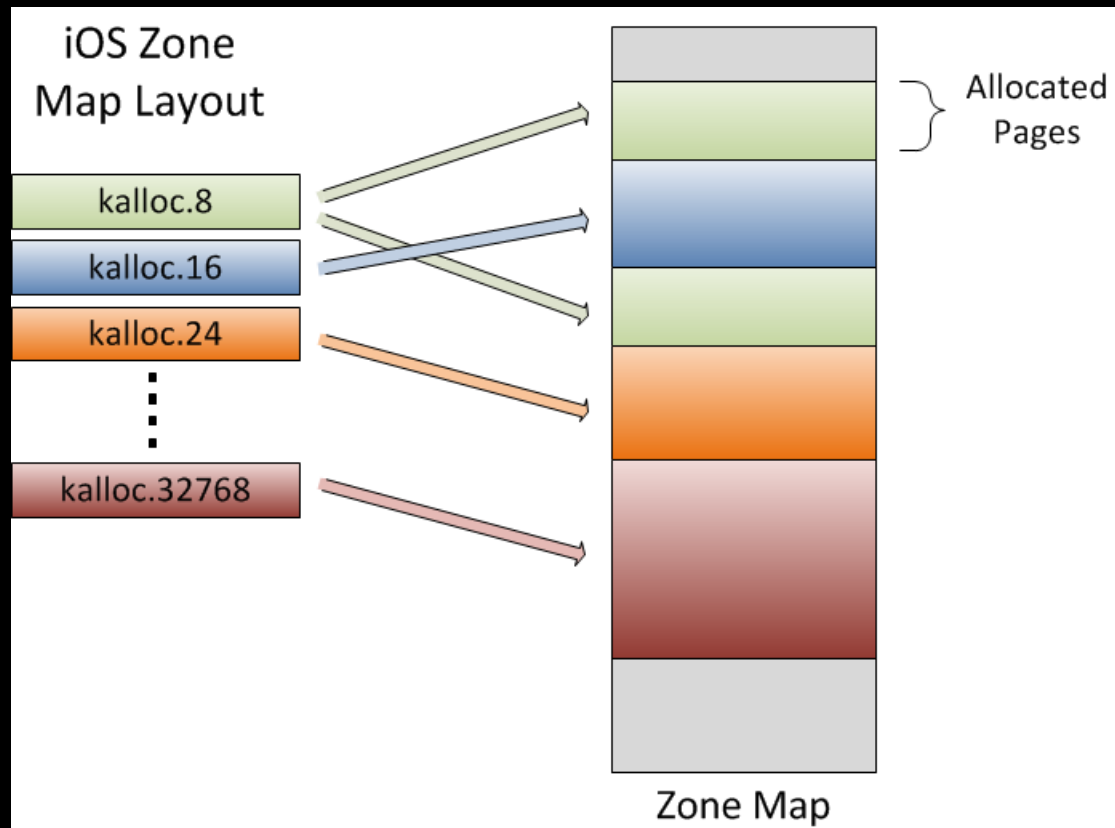 iOS Zone
Map Layout
kalloc.8
kalloc.16
kalloc.24
kalloc.32768
Allocated
Pages
Zone Map